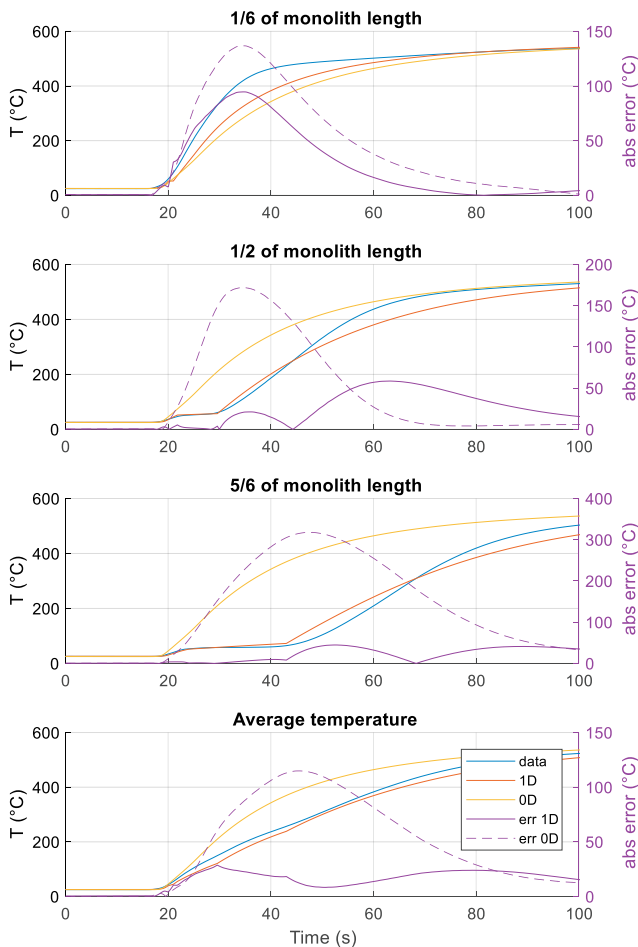 1/6 of monolith length
600
400
200
0
T (°C)
150
100
50
0
abs error (°C)
0 20 40 60 80 100
1/2 of monolith length
600
400
200
0
T (°C)
200
150
100
50
0
abs error (°C)
0 20 40 60 80 100
5/6 of monolith length
600
400
200
0
T (°C)
400
300
200
100
0
abs error (°C)
0 20 40 60 80 100
Average temperature
600
400
200
0
T (°C)
150
100
50
0
abs error (°C)
data
1D
0D
err 1D
err 0D
0 20 40 60 80 100
Time (s)